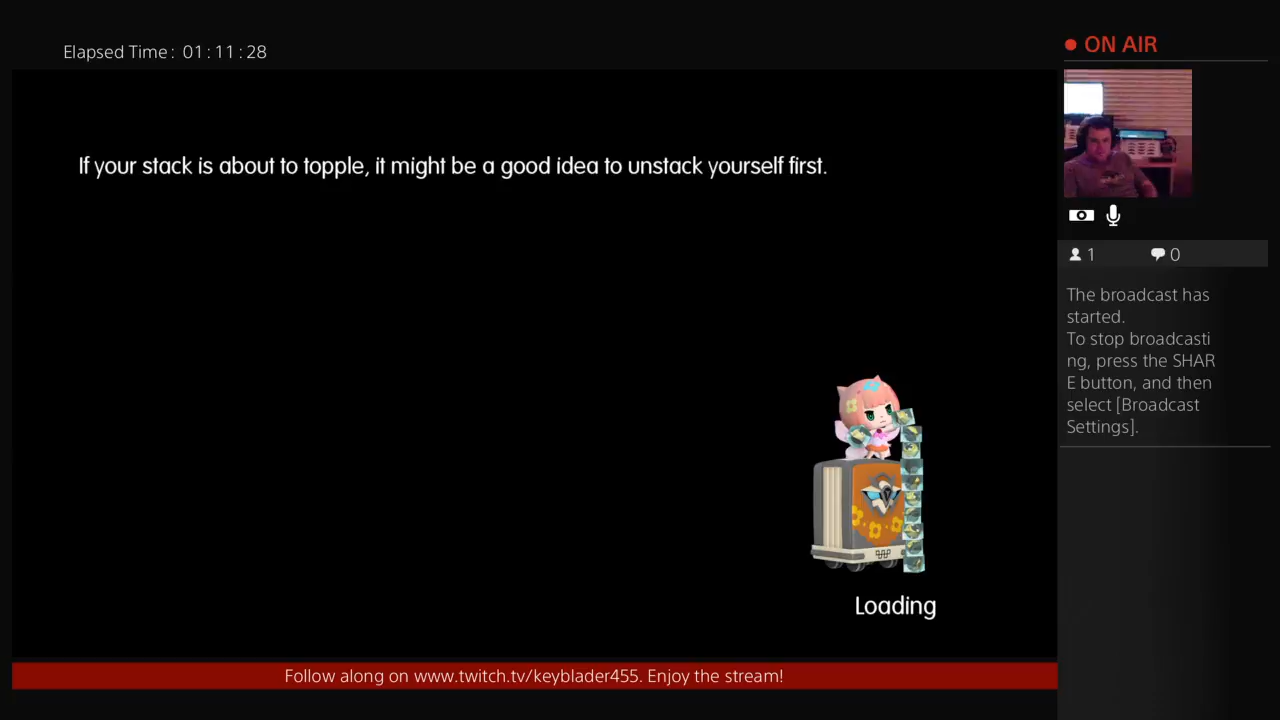 Elapsed Time: 01:11:28
ON AIR
If your stack is about to topple, it might be a good idea to unstack yourself first.
1 0
The broadcast has
started.
To stop broadcasti
ng, press the SHAR
E button, and then
select [Broadcast
Settings].
Loading
Follow along on www.twitch.tv/keyblader455. Enjoy the stream!